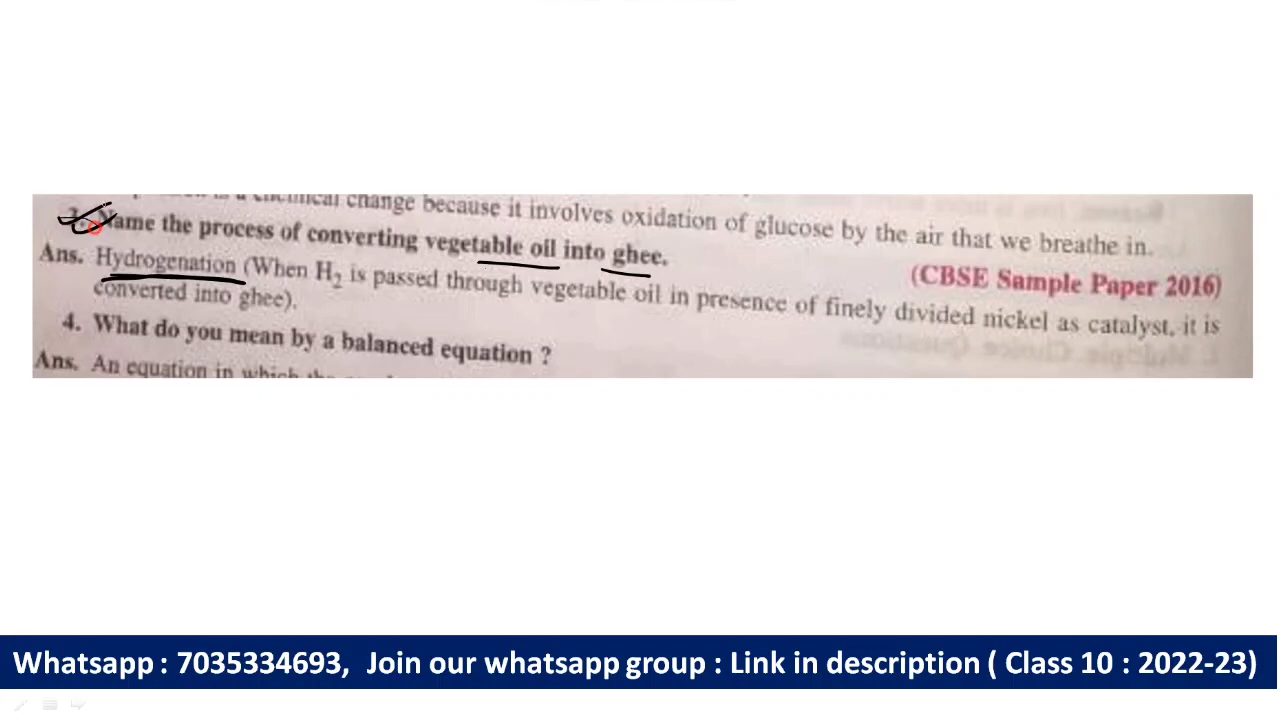 chemical change because it involves oxidation of glucose by the air that we breathe in.
Name the process of converting vegetable oil into ghee.
(CBSE Sample Paper 2016)
Ans. Hydrogenation (When H₂ is passed through vegetable oil in presence of finely divided nickel as catalyst, it is
converted into ghee).
4. What do you mean by a balanced equation ?
Ans. An equation in which the
Whatsapp : 7035334693, Join our whatsapp group : Link in description ( Class 10 : 2022-23)